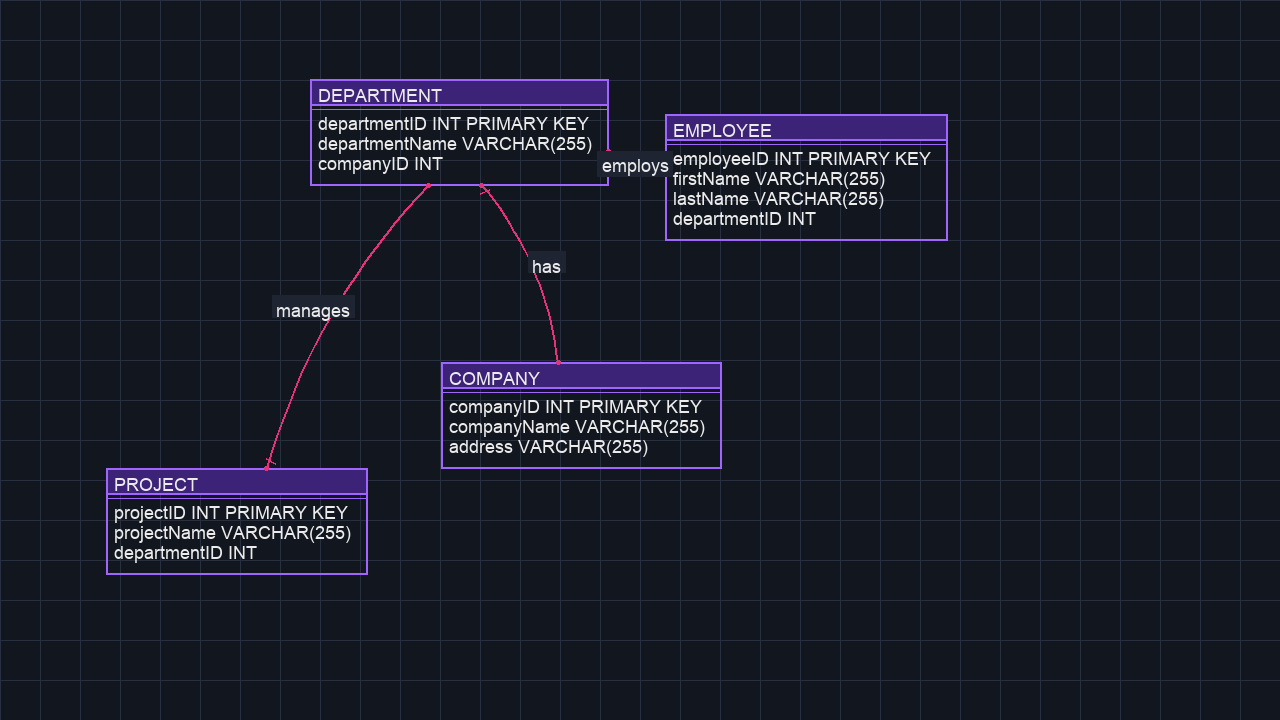 DEPARTMENT
departmentID INT PRIMARY KEY
departmentName VARCHAR(255)
companyID INT
EMPLOYEE
employeeID INT PRIMARY KEY
firstName VARCHAR(255)
lastName VARCHAR(255)
departmentID INT
employs
has
manages
COMPANY
companyID INT PRIMARY KEY
companyName VARCHAR(255)
address VARCHAR(255)
PROJECT
projectID INT PRIMARY KEY
projectName VARCHAR(255)
departmentID INT